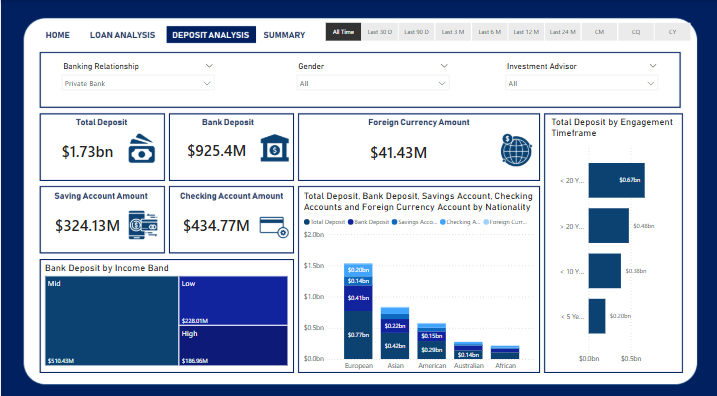 HOME LOAN ANALYSIS DEPOSIT ANALYSIS SUMMARY
All Time Last 30 D Last 90 D Last 3 M Last 6 M Last 12 M Last 24 M CM CQ CY
Banking Relationship Gender Investment Advisor
Private Bank All All
Total Deposit
$1.73bn
Bank Deposit
$925.4M
Foreign Currency Amount
$41.43M
Saving Account Amount
$324.13M
Checking Account Amount
$434.77M
Bank Deposit by Income Band
Mid
$510.43M
Low
$228.01M
High
$186.96M
Total Deposit, Bank Deposit, Savings Account, Checking
Accounts and Foreign Currency Account by Nationality
Total Deposit Bank Deposit Savings Acco... Checking A... Foreign Curr...
$2.0bn
$1.5bn
$1.0bn
$0.5bn
$0.0bn
$0.20bn
$0.14bn
$0.41bn
$0.77bn
$0.22bn
$0.42bn
$0.15bn
$0.29bn
$0.14bn
European Asian American Australian African
Total Deposit by Engagement
Timeframe
< 20 Y... $0.67bn
> 20 Y... $0.48bn
< 10 Y... $0.38bn
< 5 Ye... $0.20bn
$0.0bn $0.5bn